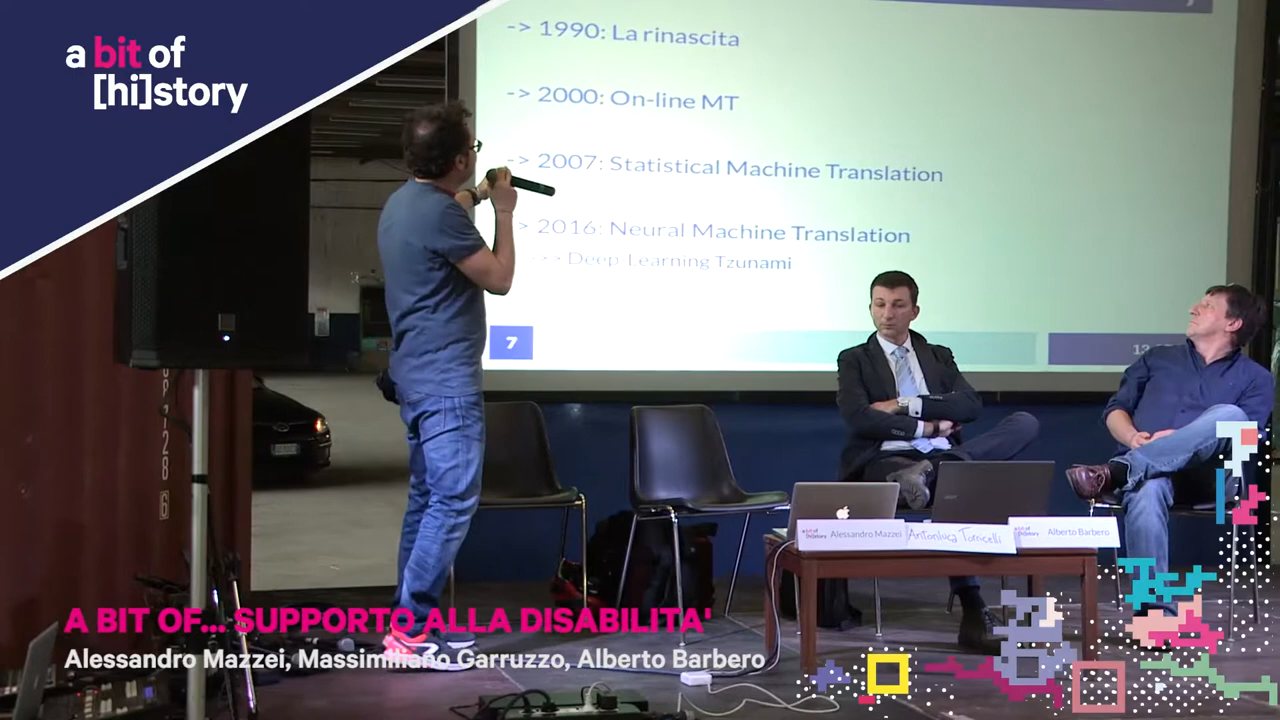 a bit of
[hi]story
-> 1990: La rinascita
-> 2000: On-line MT
-> 2007: Statistical Machine Translation
> 2016: Neural Machine Translation
Deep-Learning Tzunami
7
Alessandro Mazzei
Antonluca Torricelli
Alberto Barbero
A BIT OF... SUPPORTO ALLA DISABILITA'
Alessandro Mazzei, Massimiliano Garruzzo, Alberto Barbero